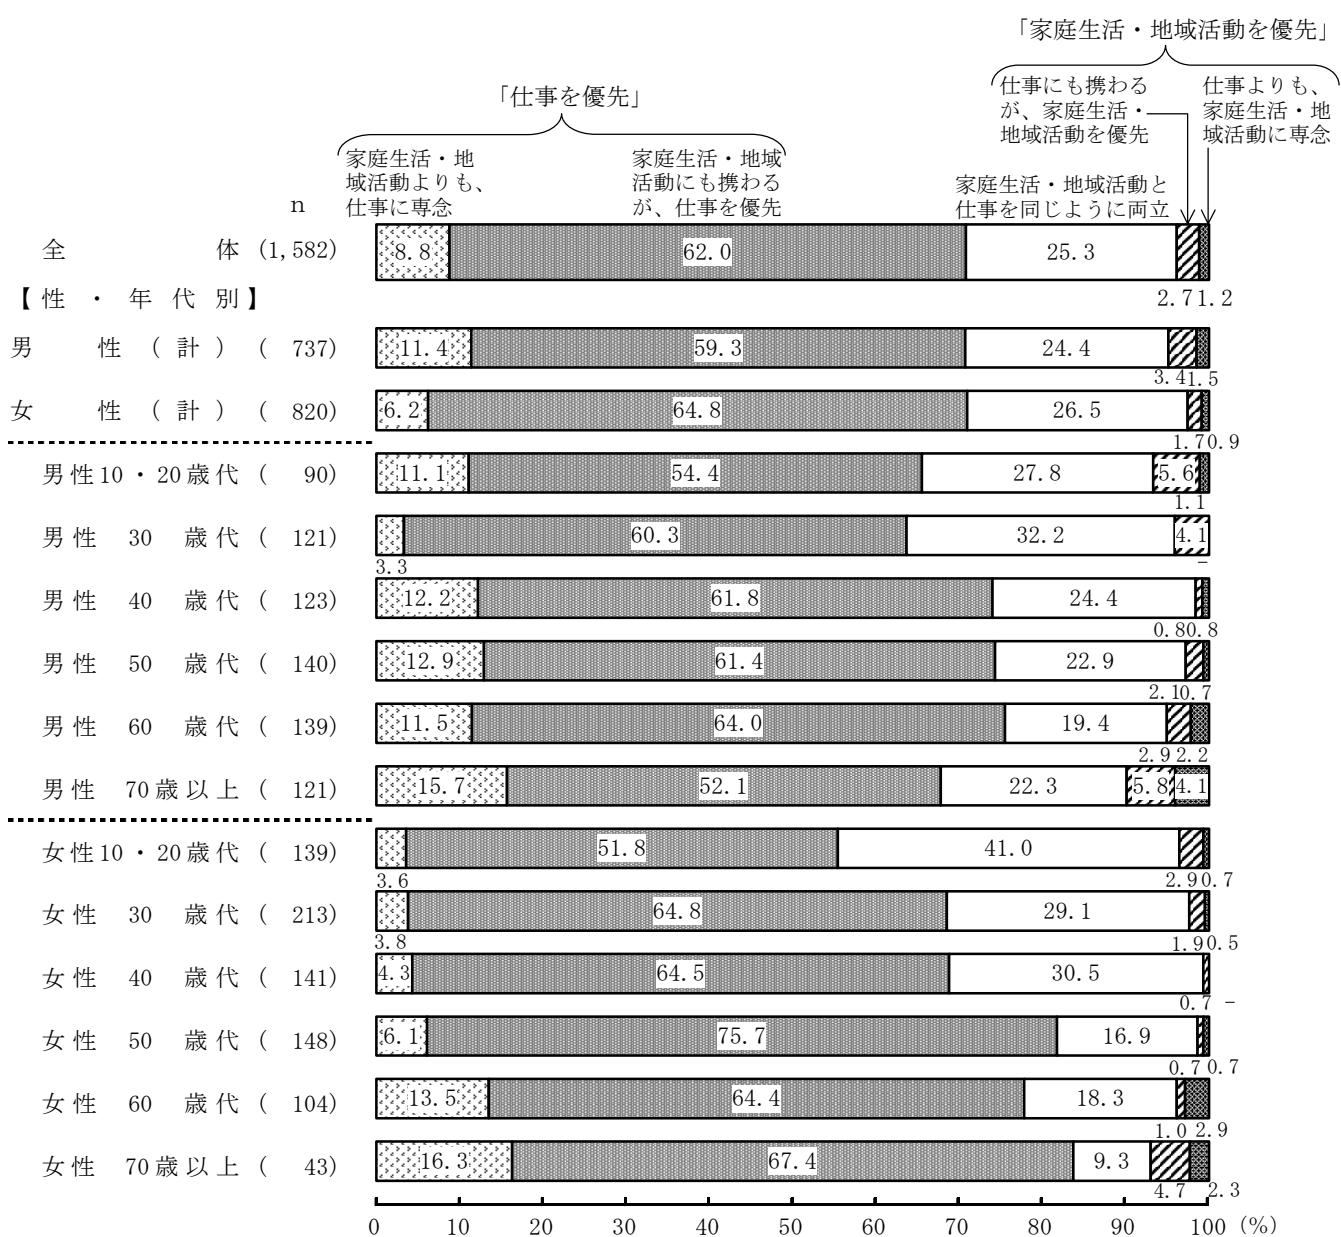 「家庭生活・地域活動を優先」
仕事にも携わる
が、家庭生活・
地域活動を優先
仕事よりも、
家庭生活・地
域活動に専念
「仕事を優先」
家庭生活・地
域活動よりも、
仕事に専念
家庭生活・地域
活動にも携わる
が、仕事を優先
家庭生活・地域活動と
仕事を同じように両立
n
全 体 (1,582) 8.8 62.0 25.3
2.7 1.2
【性・年代別】
男性(計) ( 737) 11.4 59.3 24.4
3.4 1.5
女性(計) ( 820) 6.2 64.8 26.5
1.7 0.9
男性10・20歳代 ( 90) 11.1 54.4 27.8 5.6
1.1
男性 30 歳代 ( 121) 60.3 32.2 4.1
3.3 -
男性 40 歳代 ( 123) 12.2 61.8 24.4
0.8 0.8
男性 50 歳代 ( 140) 12.9 61.4 22.9
2.1 0.7
男性 60 歳代 ( 139) 11.5 64.0 19.4
2.9 2.2
男性 70歳以上 ( 121) 15.7 52.1 22.3 5.8 4.1
女性10・20歳代 ( 139) 51.8 41.0
3.6 2.9 0.7
女性 30 歳代 ( 213) 64.8 29.1
3.8 1.9 0.5
女性 40 歳代 ( 141) 4.3 64.5 30.5
0.7 -
女性 50 歳代 ( 148) 6.1 75.7 16.9
0.7 0.7
女性 60 歳代 ( 104) 13.5 64.4 18.3
1.0 2.9
女性 70歳以上 ( 43) 16.3 67.4 9.3
4.7 2.3
0 10 20 30 40 50 60 70 80 90 100 (%)